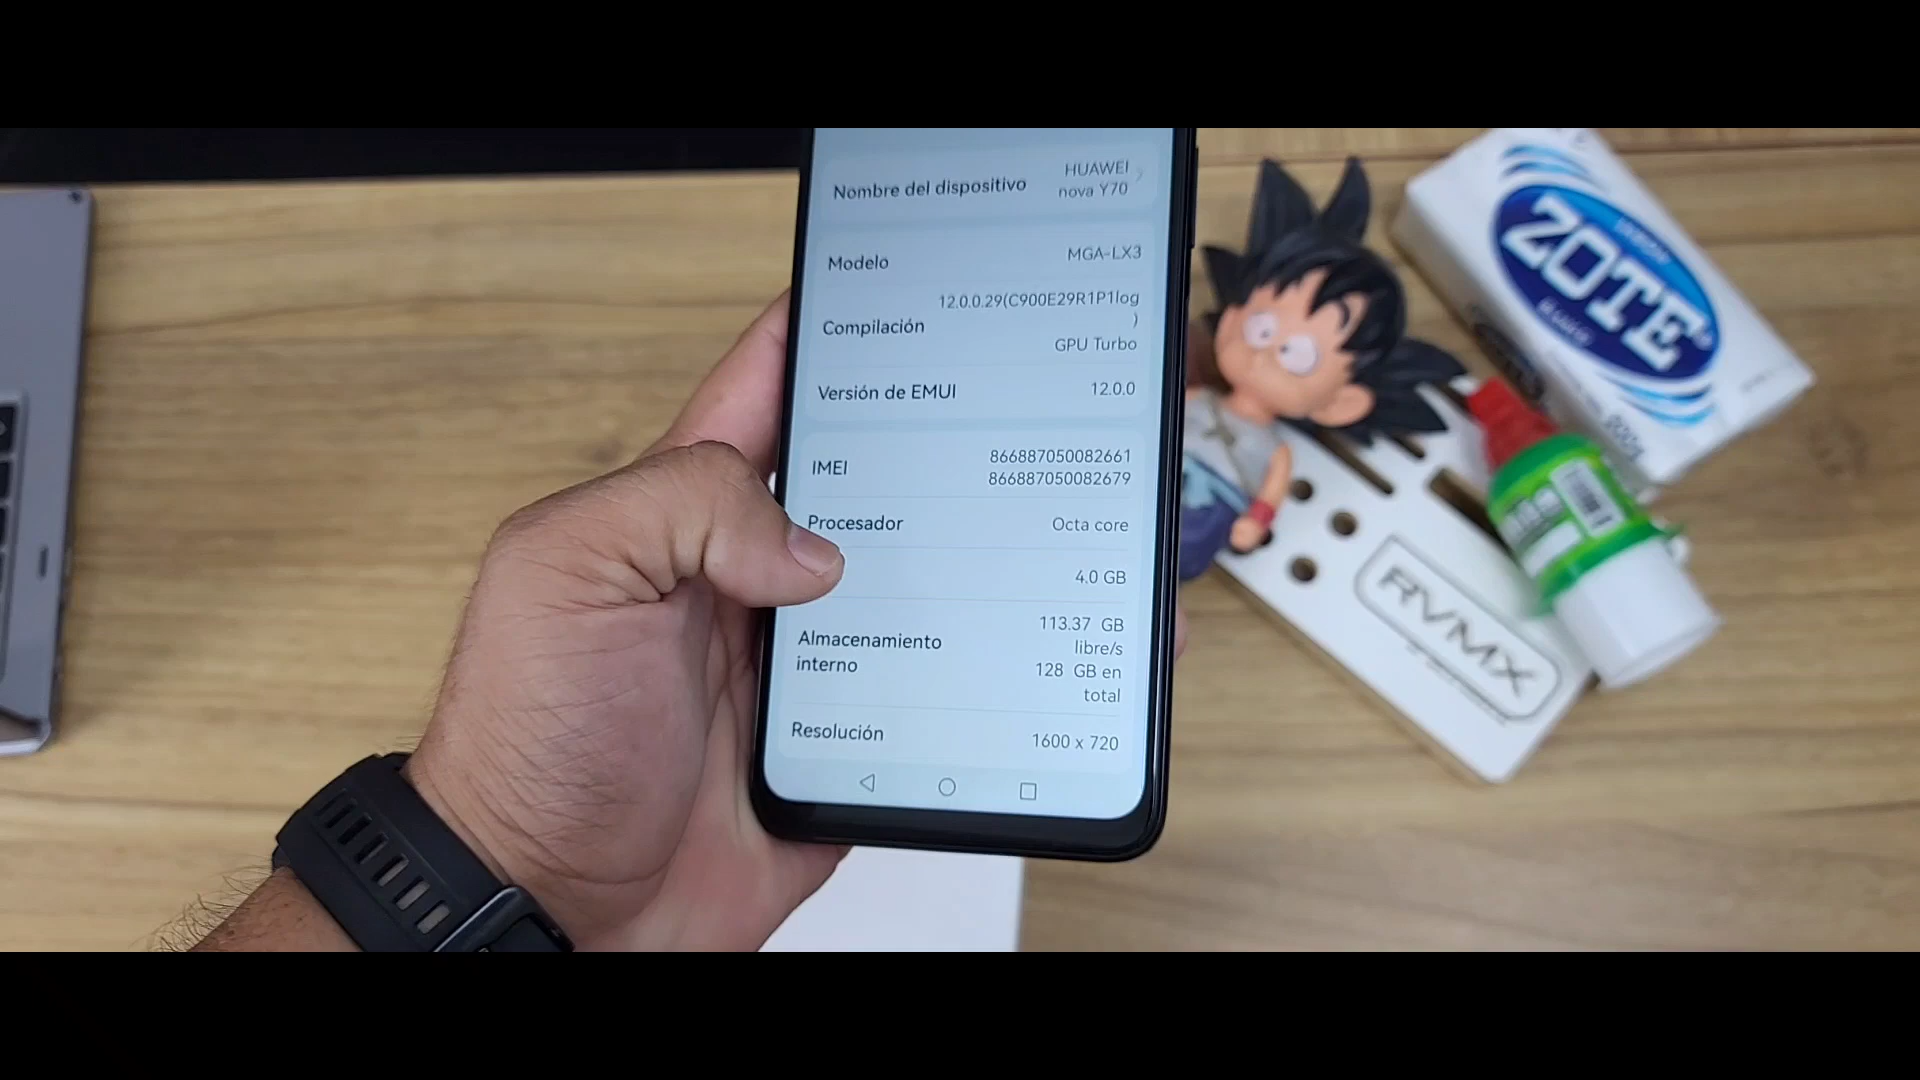 Nombre del dispositivo
HUAWEI
nova Y70
Modelo
MGA-LX3
Compilación
12.0.0.29(C900E29R1P1log
)
GPU Turbo
Versión de EMUI
12.0.0
IMEI
866887050082661
866887050082679
Procesador
Octa core
4.0 GB
Almacenamiento
interno
113.37 GB
libre/s
128 GB en
total
Resolución
1600 x 720
ZOTE
RVMX